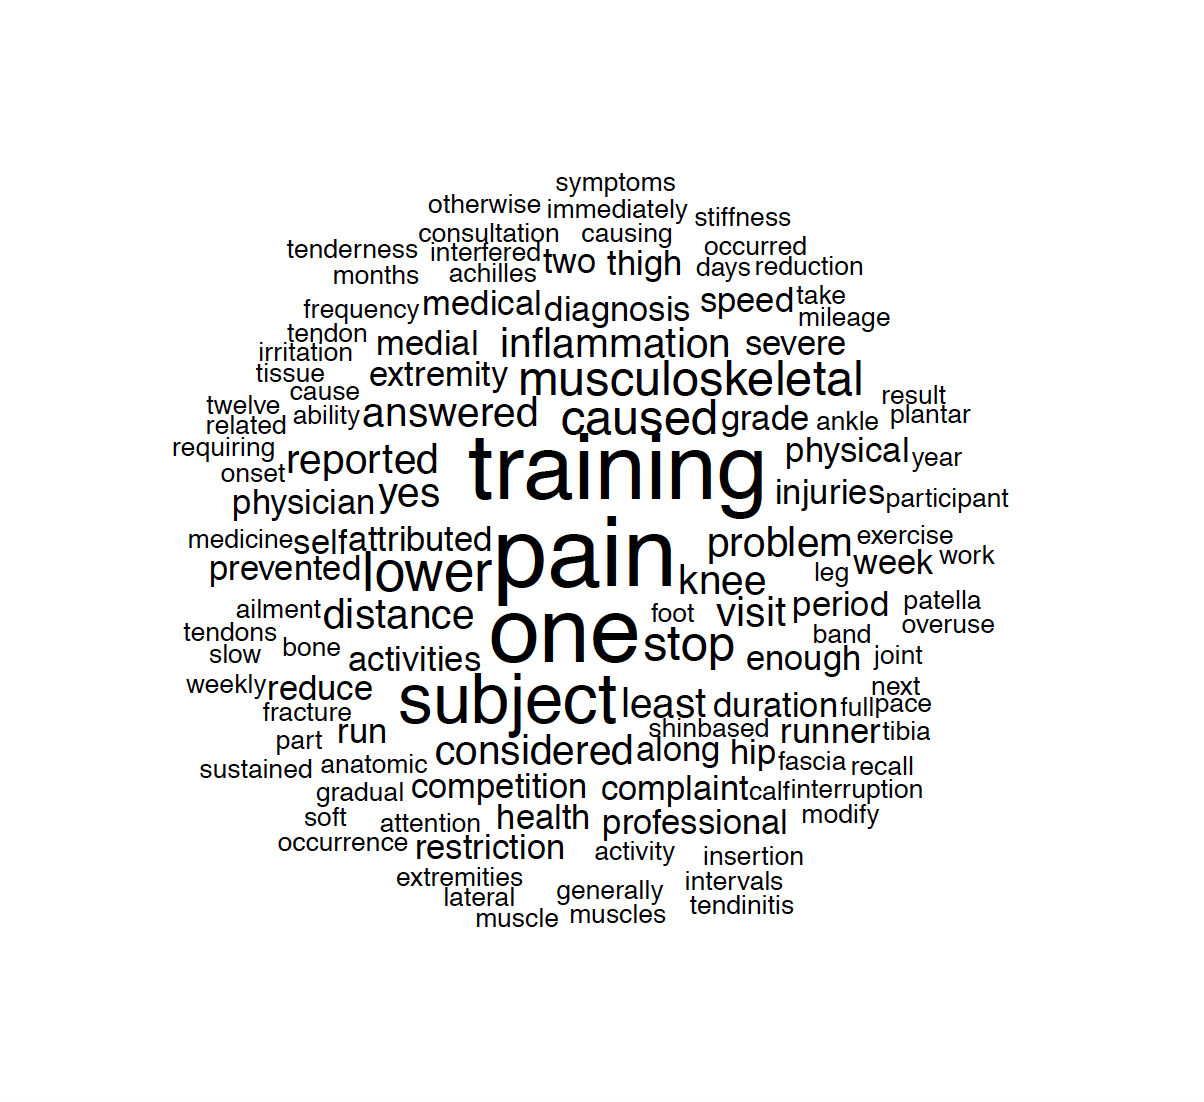 symptoms
otherwise immediately stiffness
consultation causing
tenderness interfered two thigh occurred
months achilles days reduction
frequency medical diagnosis speed take
mileage
tendon medial inflammation severe
irritation
tissue extremity musculoskeletal
cause result
twelve ability answered caused grade ankle plantar
related
requiring reported training physical year
onset
physician yes injuries participant
medicine self attributed pain problem exercise
prevented lower knee leg week work
ailment distance one foot visit period patella
tendons stop band overuse
slow bone activities enough joint
weekly reduce subject least duration full pace next
fracture shinbased
part run considered along hip runner tibia
sustained anatomic fascia recall
gradual competition complaint calf interruption
soft attention health professional modify
occurrence restriction activity insertion
extremities generally intervals
lateral
muscle muscles tendinitis